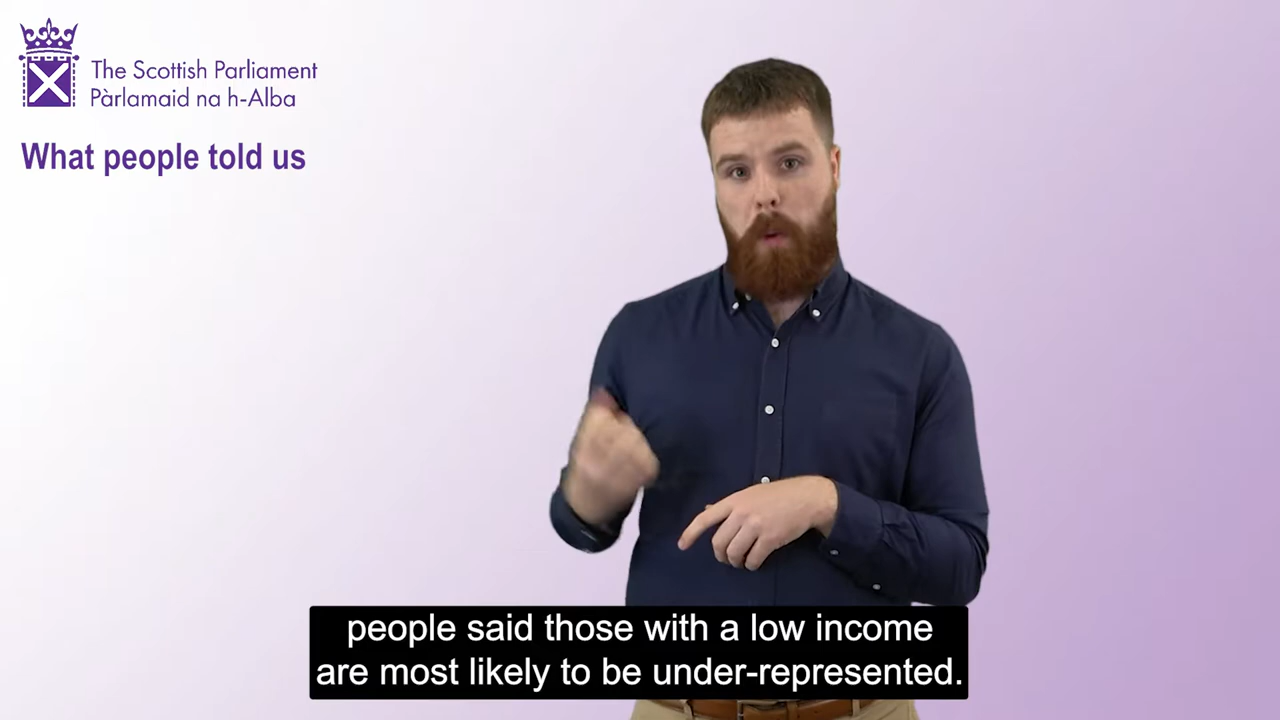 The Scottish Parliament
Pàrlamaid na h-Alba
What people told us
people said those with a low income
are most likely to be under-represented.